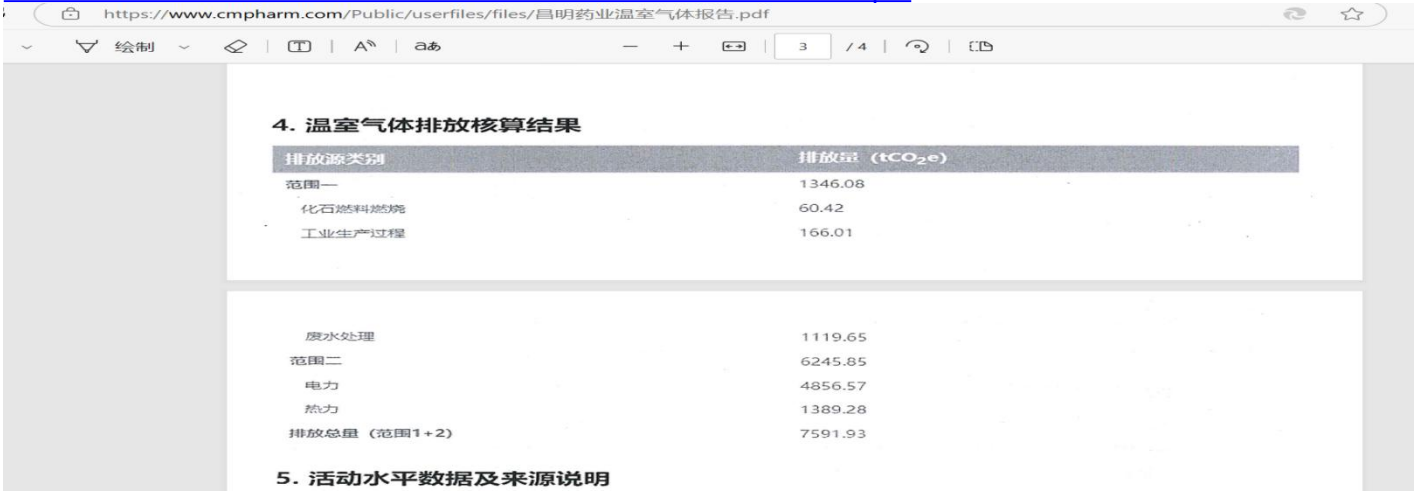 https://www.cmpharm.com/Public/userfiles/files/昌明药业温室气体报告.pdf
绘制 T A aあ 3 / 4
4. 温室气体排放核算结果
排放源类别 排放量 (tCO₂e)
范围一 1346.08
化石燃料燃烧 60.42
工业生产过程 166.01
废水处理 1119.65
范围二 6245.85
电力 4856.57
热力 1389.28
排放总量 (范围1+2) 7591.93
5. 活动水平数据及来源说明